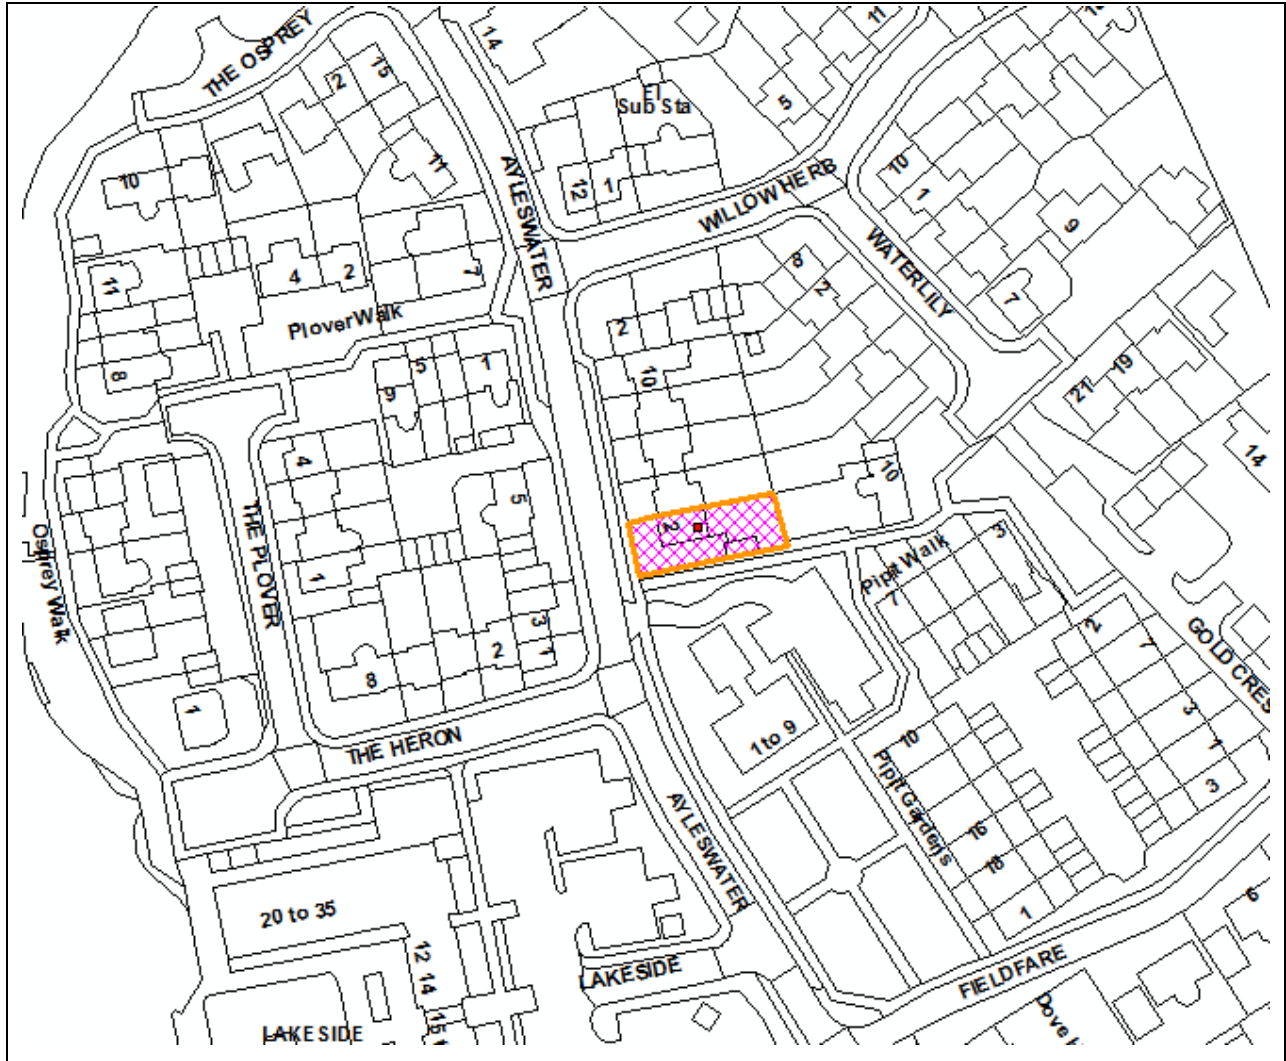 THE OSPREY
14
11
2
15
El
Sub Sta
5
10
11
12
1
AYLESWATER
WILLOWHERB
10
1
9
WATERLILY
7
8
2
11
4
2
7
Plover Walk
8
2
10
5
1
9
21
19
14
4
5
10
2
THE PLOVER
Osprey Walk
1
3
Pipit Walk
7
2
7
GOLDCRES
8
2
3
1
1
THE HERON
1 to 9
3
1
3
10
Pipit Gardens
AYLESWATER
16
18
1
6
20 to 35
12
14
LAKESIDE
FIELDFARE
LAKESIDE
15
Dove